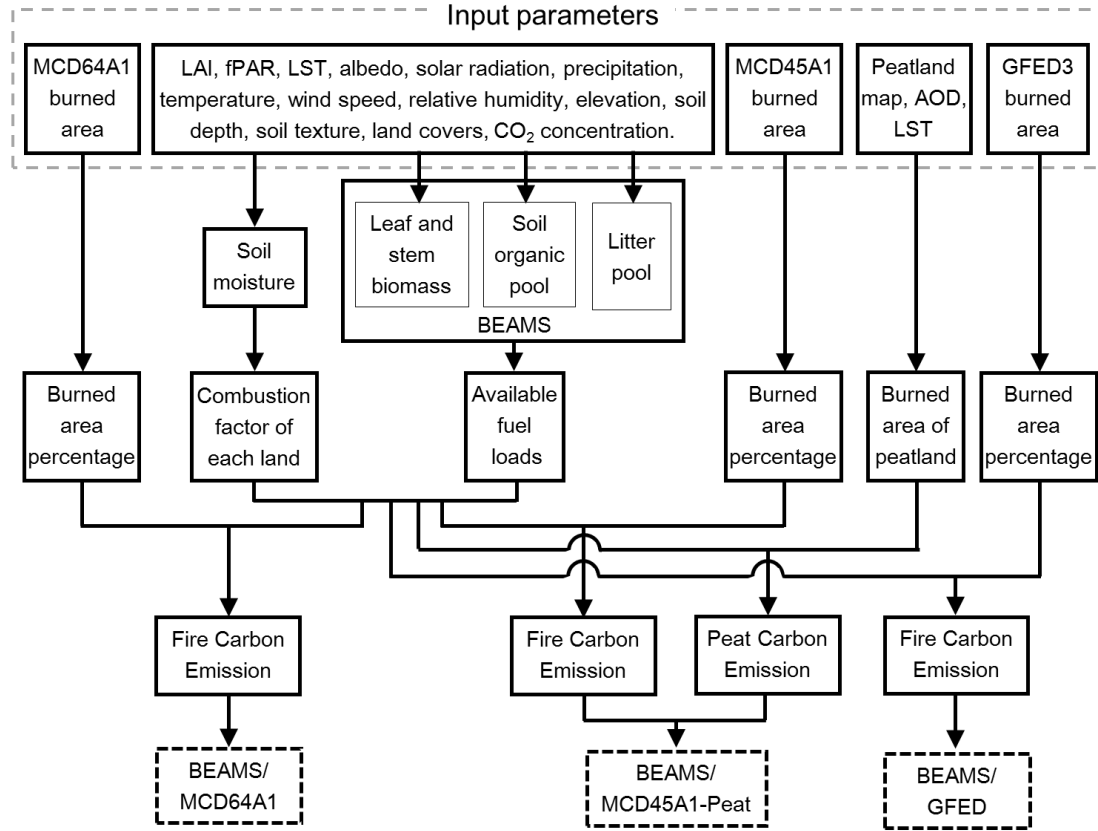 Input parameters
MCD64A1
burned
area
LAI, fPAR, LST, albedo, solar radiation, precipitation,
temperature, wind speed, relative humidity, elevation, soil
depth, soil texture, land covers, CO₂ concentration.
MCD45A1
burned
area
Peatland
map, AOD,
LST
GFED3
burned
area
Soil
moisture
Leaf and
stem
biomass
Soil
organic
pool
Litter
pool
BEAMS
Burned
area
percentage
Combustion
factor of
each land
Available
fuel
loads
Burned
area
percentage
Burned
area of
peatland
Burned
area
percentage
Fire Carbon
Emission
Fire Carbon
Emission
Peat Carbon
Emission
Fire Carbon
Emission
BEAMS/
MCD64A1
BEAMS/
MCD45A1-Peat
BEAMS/
GFED